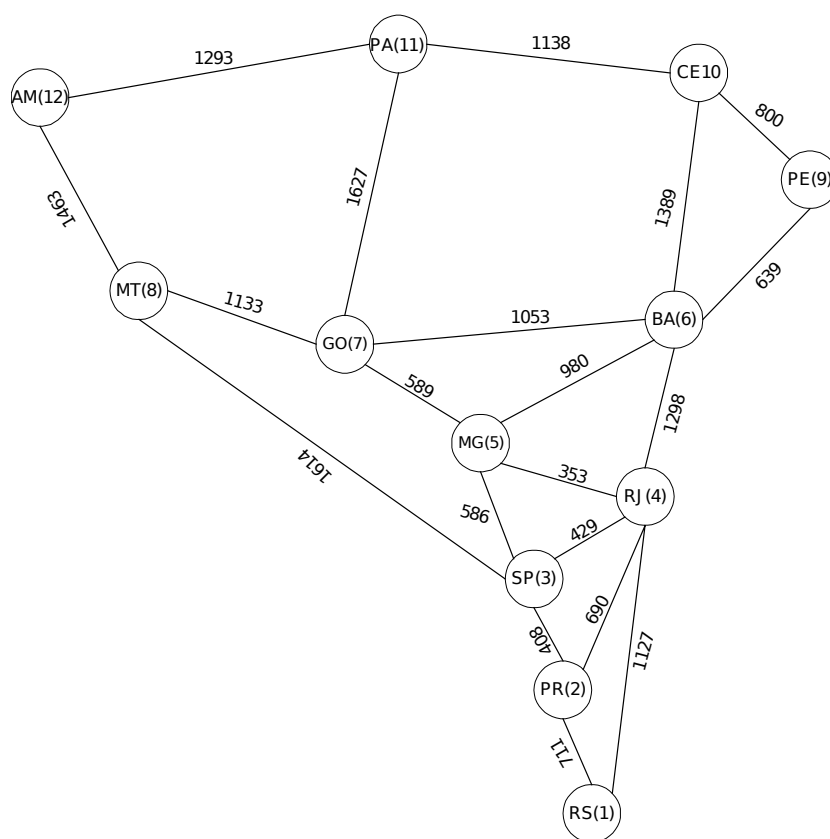 PA(11)
1138
1293
CE10
AM(12)
800
PE(9)
1627
1389
1463
639
MT(8)
1133
1053
BA(6)
GO(7)
980
589
1298
MG(5)
353
1614
RJ(4)
586
429
SP(3)
690
408
1127
PR(2)
711
RS(1)